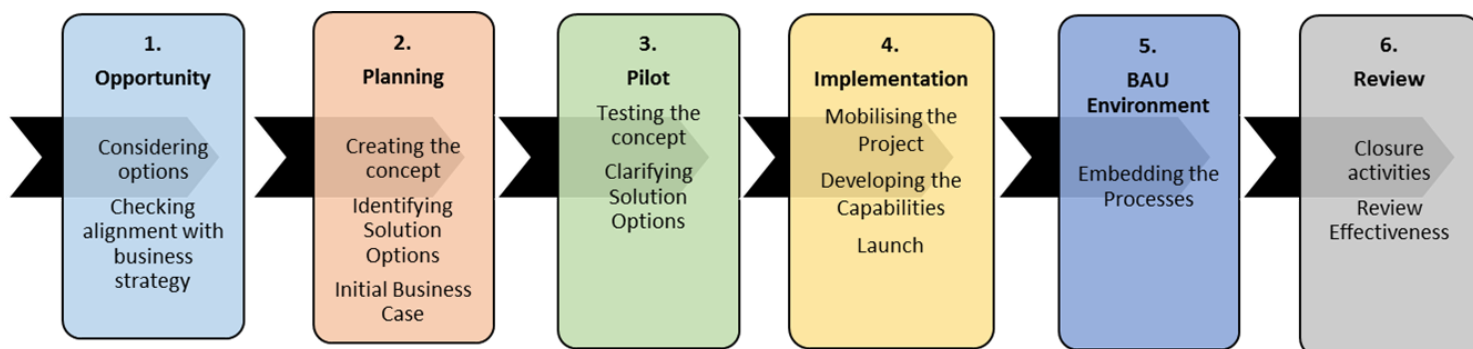 1.
Opportunity
Considering
options
Checking
alignment with
business
strategy
2.
Planning
Creating the
concept
Identifying
Solution
Options
Initial Business
Case
3.
Pilot
Testing the
concept
Clarifying
Solution
Options
4.
Implementation
Mobilising the
Project
Developing the
Capabilities
Launch
5.
BAU
Environment
Embedding the
Processes
6.
Review
Closure
activities
Review
Effectiveness